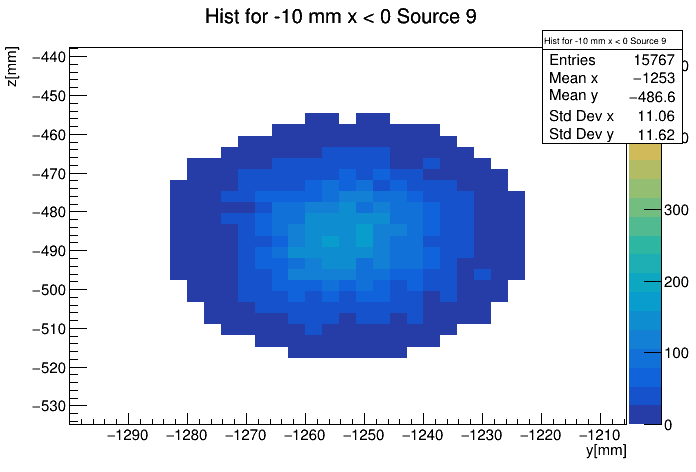 Hist for -10 mm x < 0 Source 9
Hist for -10 mm x < 0 Source 9
Entries 15767
Mean x −1253
Mean y −486.6
Std Dev x 11.06
Std Dev y 11.62
z[mm]
−440
−450
−460
−470
−480
−490
−500
−510
−520
−530
−1290 −1280 −1270 −1260 −1250 −1240 −1230 −1220 −1210
y[mm]
0
0
300
200
100
0